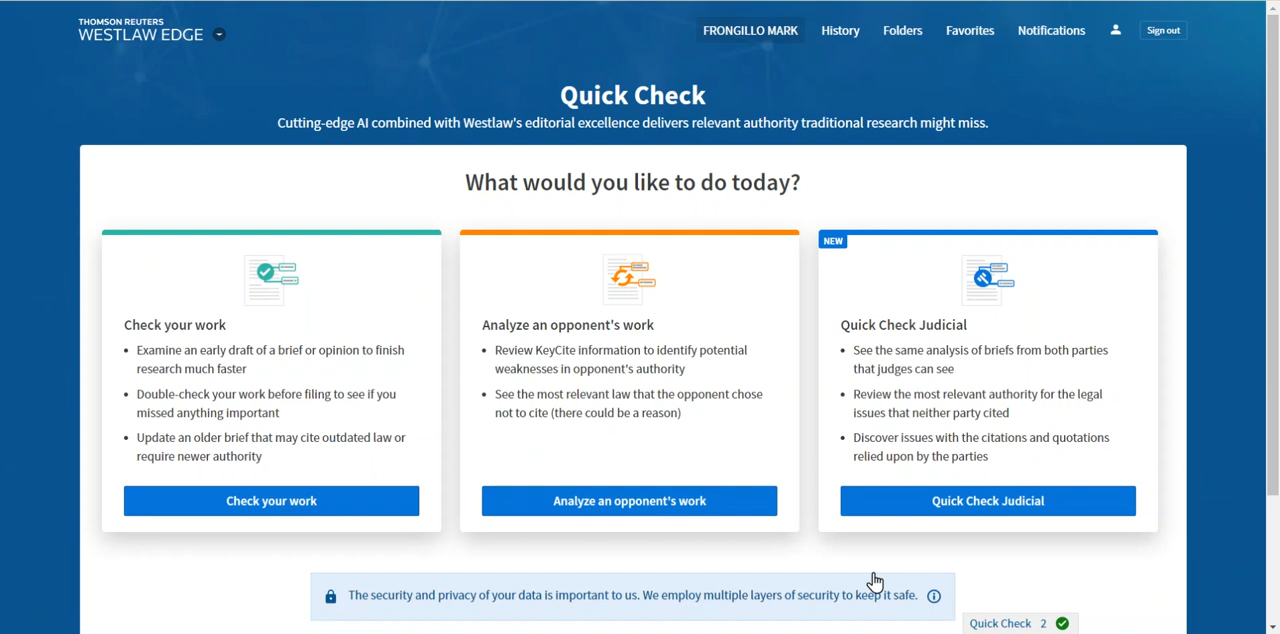 THOMSON REUTERS
WESTLAW EDGE
FRONGILLO MARK History Folders Favorites Notifications Sign out
Quick Check
Cutting-edge AI combined with Westlaw's editorial excellence delivers relevant authority traditional research might miss.
What would you like to do today?
Check your work
• Examine an early draft of a brief or opinion to finish
research much faster
• Double-check your work before filing to see if you
missed anything important
• Update an older brief that may cite outdated law or
require newer authority
Check your work
Analyze an opponent's work
• Review KeyCite information to identify potential
weaknesses in opponent's authority
• See the most relevant law that the opponent chose
not to cite (there could be a reason)
Analyze an opponent's work
NEW
Quick Check Judicial
• See the same analysis of briefs from both parties
that judges can see
• Review the most relevant authority for the legal
issues that neither party cited
• Discover issues with the citations and quotations
relied upon by the parties
Quick Check Judicial
The security and privacy of your data is important to us. We employ multiple layers of security to keep it safe.
Quick Check 2